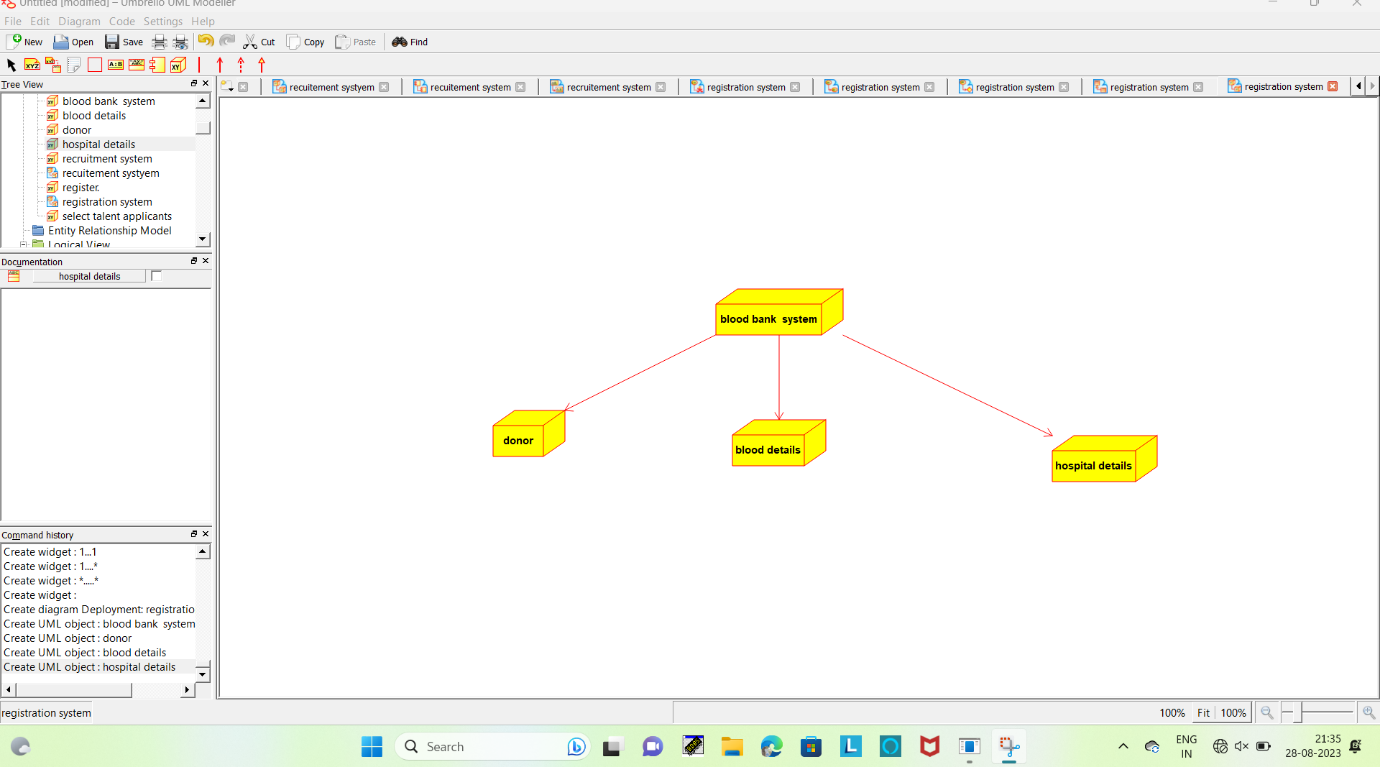 Untitled [modified] – Umbrello UML Modeller
File Edit Diagram Code Settings Help
New Open Save Cut Copy Paste Find
XYZ A:B XY
Tree View
recuitement systyem
recuitement system
recruitement system
registration system
registration system
registration system
registration system
registration system
blood bank system
blood details
donor
hospital details
recruitment system
recuitement systyem
register.
registration system
select talent applicants
Entity Relationship Model
Logical View
Documentation
hospital details
blood bank system
donor
blood details
hospital details
Command history
Create widget : 1...1
Create widget : 1....*
Create widget : *,....*
Create widget :
Create diagram Deployment: registratio
Create UML object : blood bank system
Create UML object : donor
Create UML object : blood details
Create UML object : hospital details
registration system
100% Fit 100%
Search
L
ENG
IN
21:35
28-08-2023